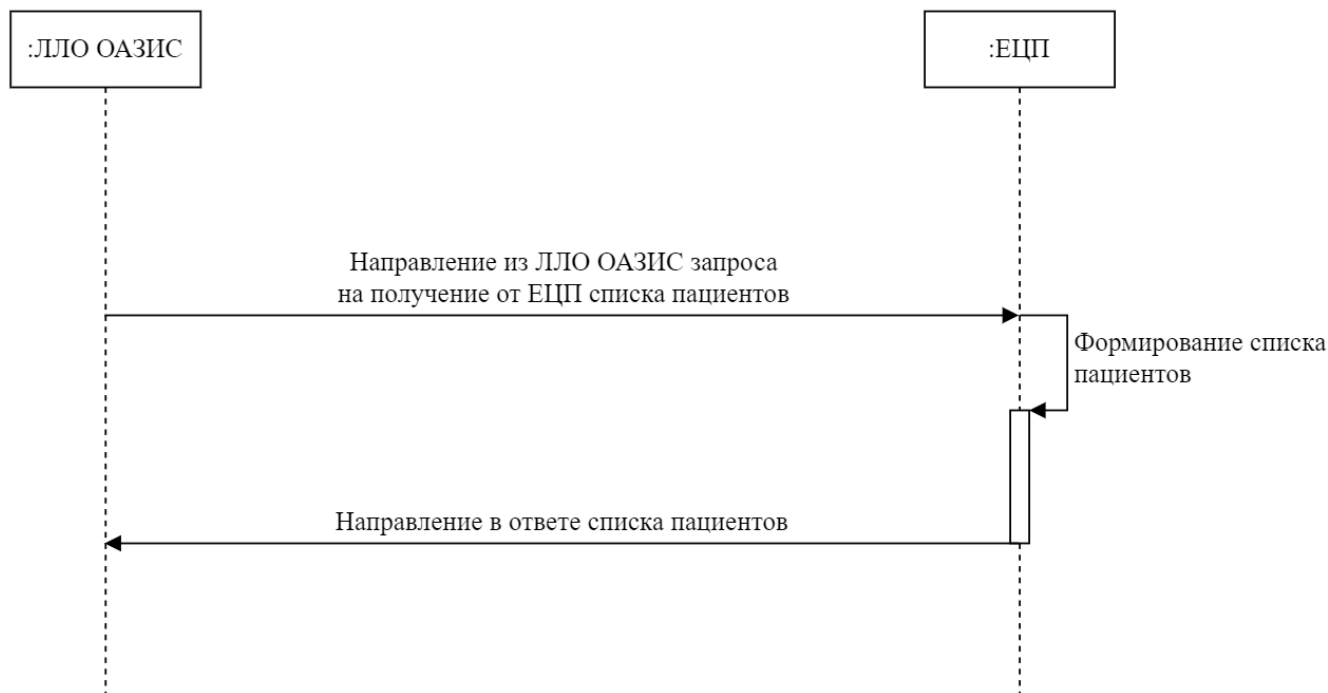 :ЛЛО ОАЗИС
:ЕЦП
Направление из ЛЛО ОАЗИС запроса
на получение от ЕЦП списка пациентов
Формирование списка
пациентов
Направление в ответе списка пациентов